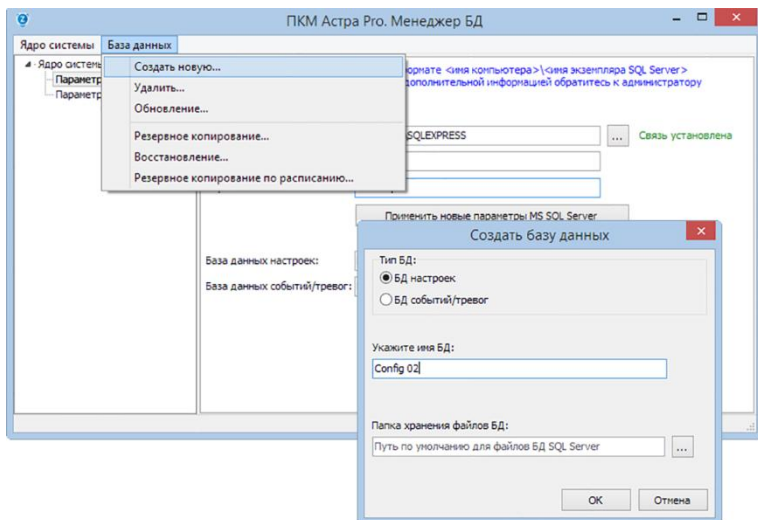 ПКМ Астра Pro. Менеджер БД
Ядро системы База данных
Ядро систем
Параметр
Параметр
Создать новую...
Удалить...
Обновление...
Резервное копирование...
Восстановление...
Резервное копирование по расписанию...
<имя компьютера>\<имя экземпляра SQL Server>
дополнительной информацией обратитесь к администратору
SQLEXPRESS ... Связь установлена
Применить новые параметры MS SQL Server
База данных настроек:
База данных событий/тревог:
Создать базу данных
Тип БД:
БД настроек
БД событий/тревог
Укажите имя БД:
Config 02
Папка хранения файлов БД:
Путь по умолчанию для файлов БД SQL Server ...
ОК Отмена